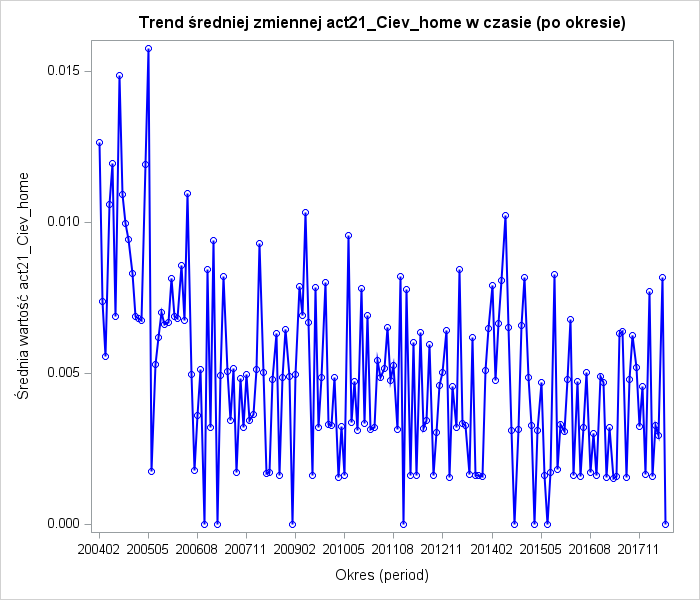 Trend średniej zmiennej act21_Ciev_home w czasie (po okresie)
Średnia wartość act21_Ciev_home
0.015
0.010
0.005
0.000
200402 200505 200608 200711 200902 201005 201108 201211 201402 201505 201608 201711
Okres (period)